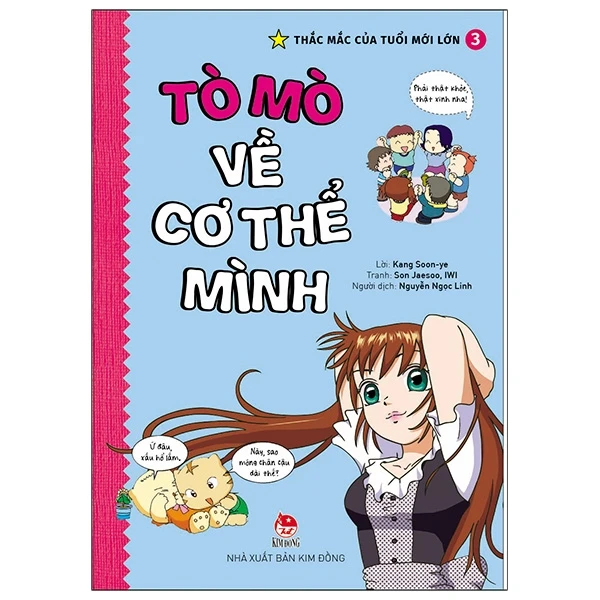 THẮC MẮC CỦA TUỔI MỚI LỚN 3
TÒ MÒ
VỀ
CƠ THỂ
MÌNH
Phải thật khỏe,
thật xinh nha!
Lời: Kang Soon-ye
Tranh: Son Jaesoo, IWI
Người dịch: Nguyễn Ngọc Linh
Ứ đâu,
xấu hổ lắm.
Này, sao
móng chân cậu
dài thế?
KIM ĐỒNG
NHÀ XUẤT BẢN KIM ĐỒNG